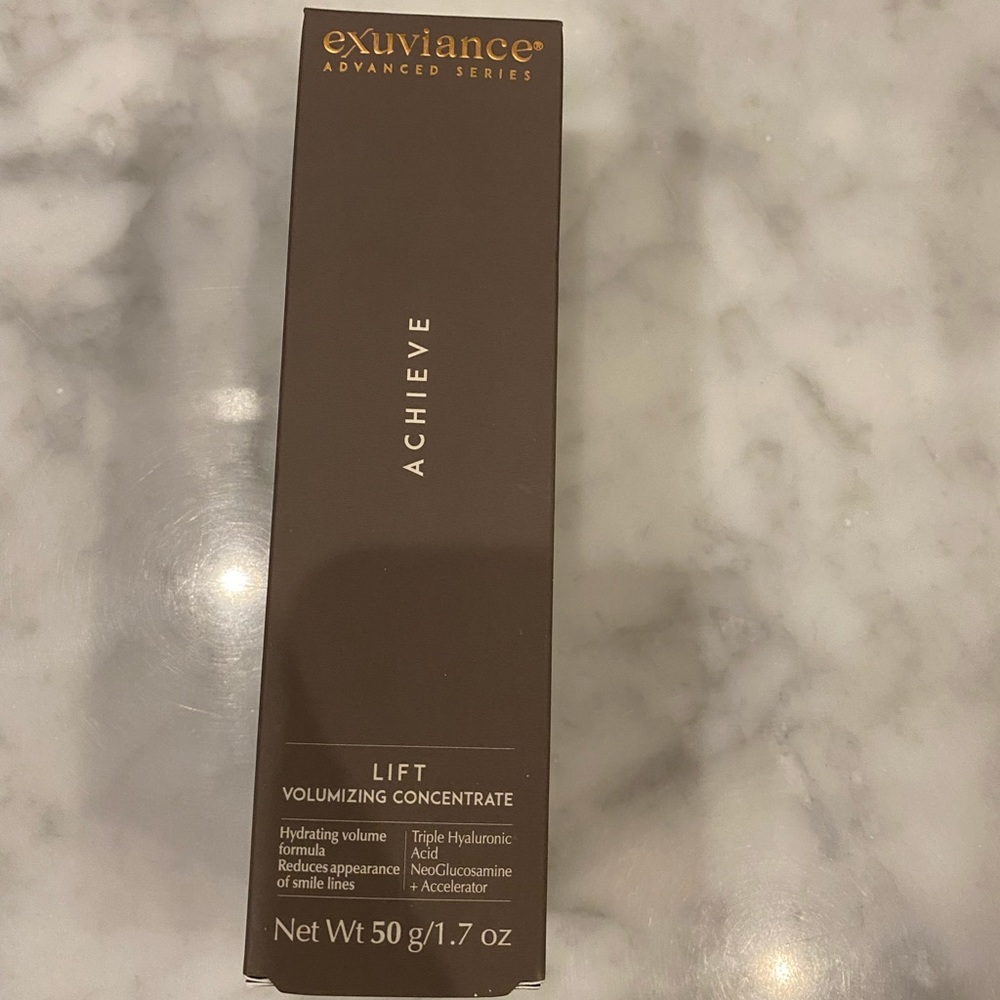 exuviance®
ADVANCED SERIES
ACHIEVE
LIFT
VOLUMIZING CONCENTRATE
Hydrating volume
formula
Reduces appearance
of smile lines
Triple Hyaluronic
Acid
NeoGlucosamine
+ Accelerator
Net Wt 50 g/1.7 oz